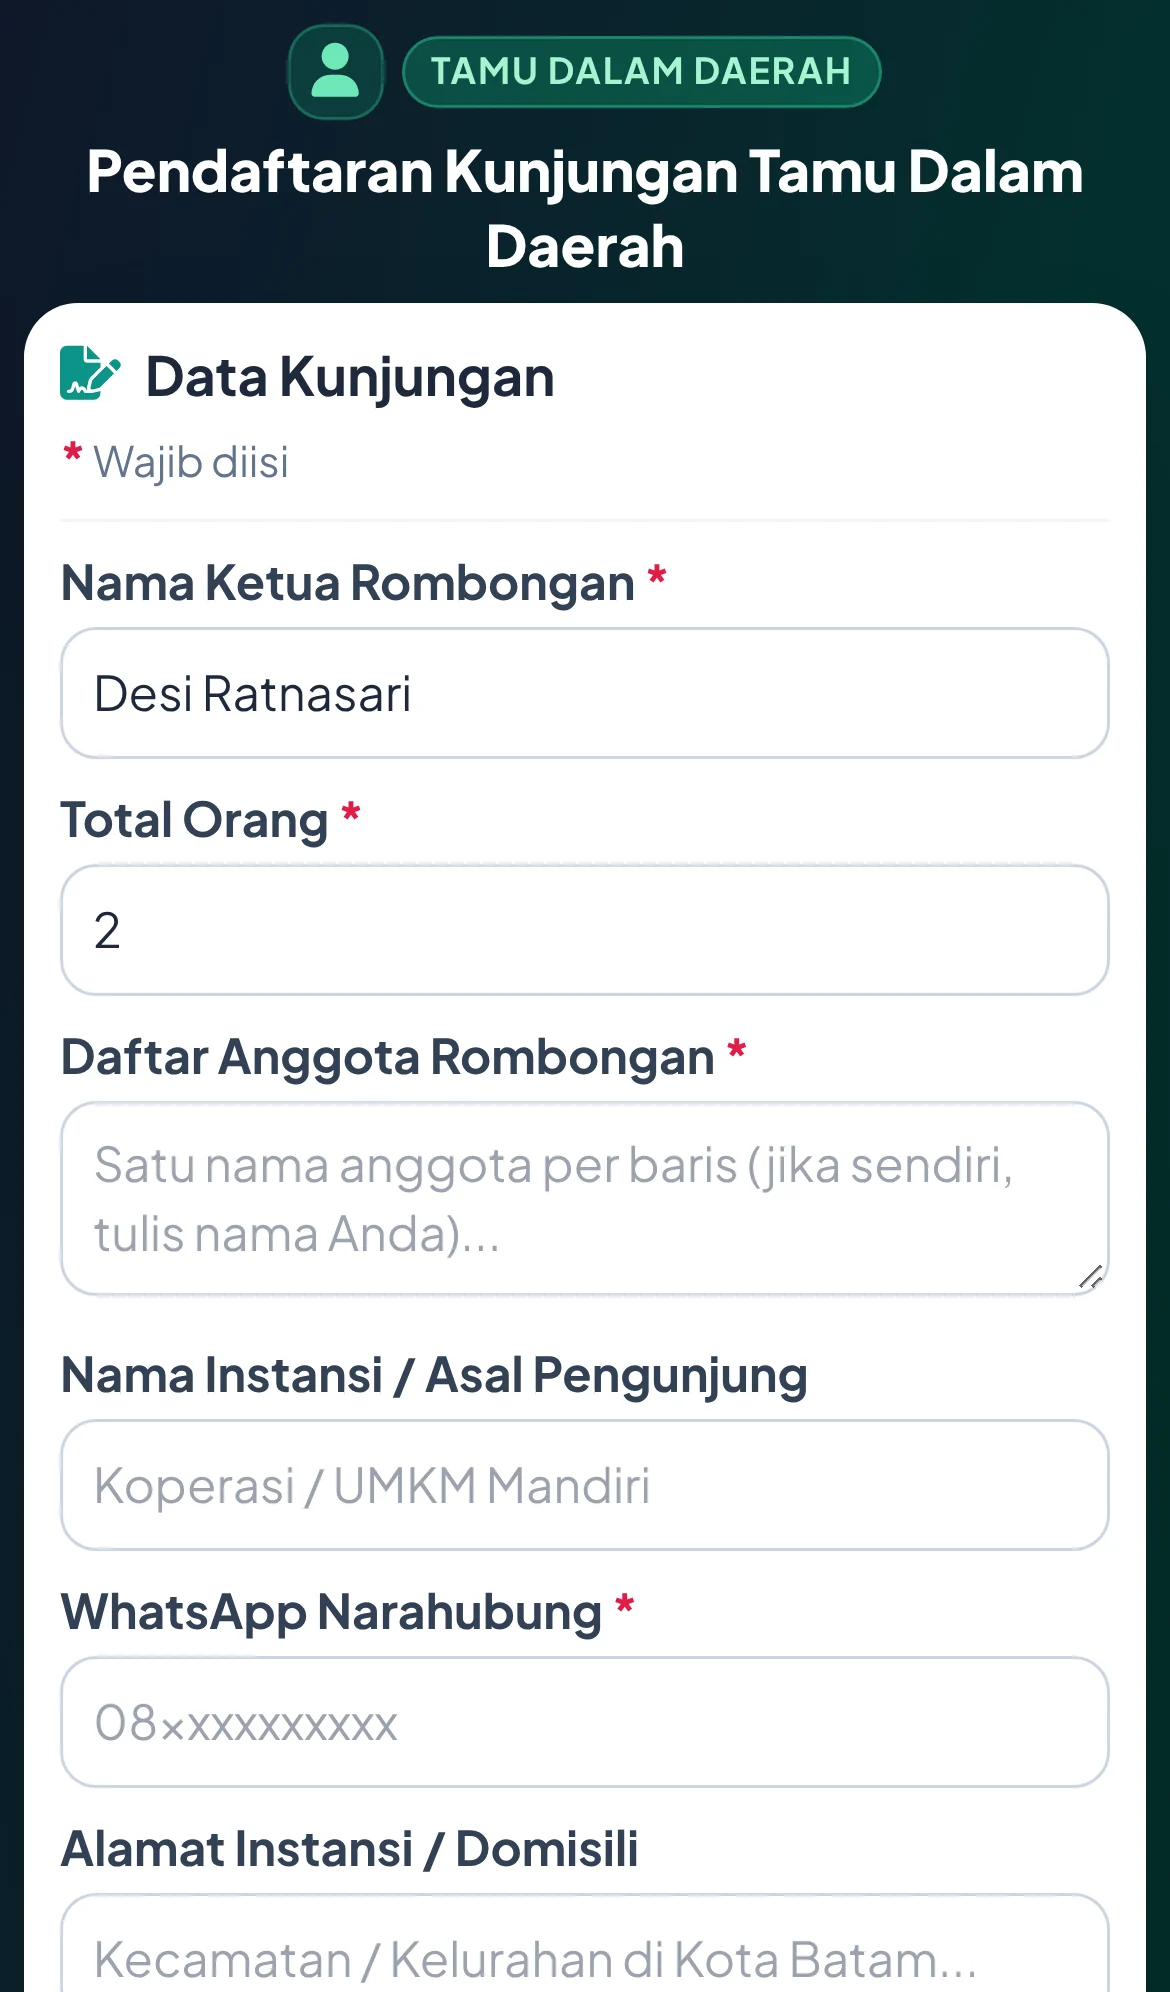 TAMU DALAM DAERAH
Pendaftaran Kunjungan Tamu Dalam
Daerah
Data Kunjungan
* Wajib diisi
Nama Ketua Rombongan *
Desi Ratnasari
Total Orang *
2
Daftar Anggota Rombongan *
Satu nama anggota per baris (jika sendiri,
tulis nama Anda)...
Nama Instansi / Asal Pengunjung
Koperasi / UMKM Mandiri
WhatsApp Narahubung *
08xxxxxxxxxx
Alamat Instansi / Domisili
Kecamatan / Kelurahan di Kota Batam...